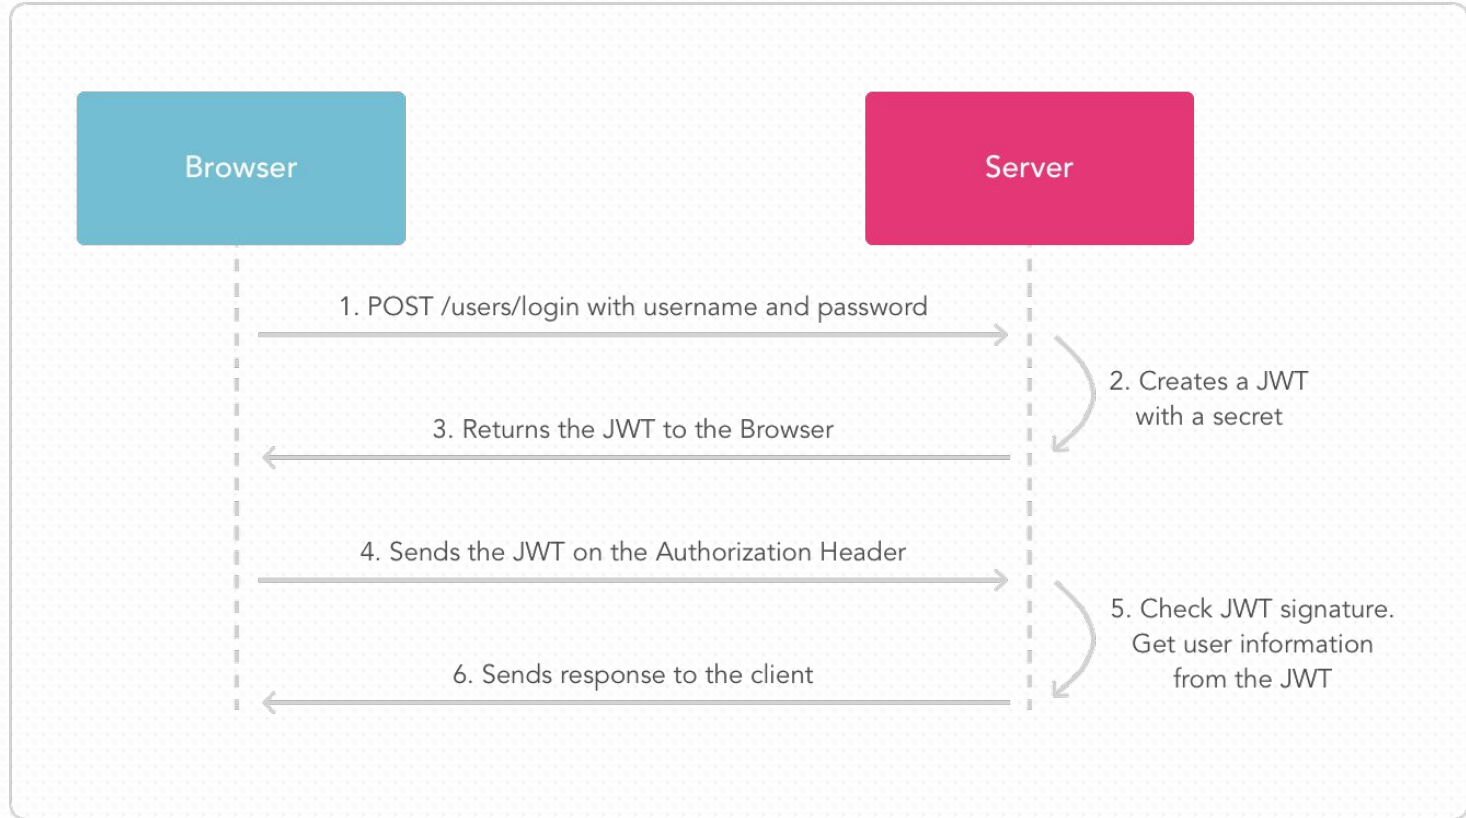 Browser
Server
1. POST /users/login with username and password
2. Creates a JWT
with a secret
3. Returns the JWT to the Browser
4. Sends the JWT on the Authorization Header
5. Check JWT signature.
Get user information
from the JWT
6. Sends response to the client